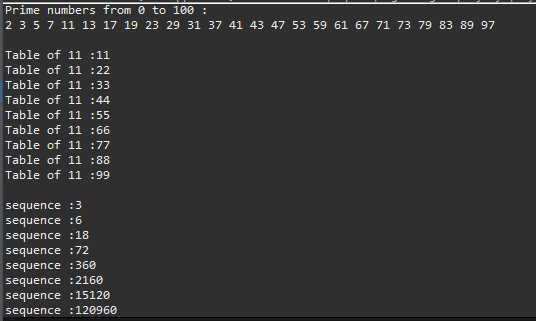 Prime numbers from 0 to 100 :
2 3 5 7 11 13 17 19 23 29 31 37 41 43 47 53 59 61 67 71 73 79 83 89 97
Table of 11 :11
Table of 11 :22
Table of 11 :33
Table of 11 :44
Table of 11 :55
Table of 11 :66
Table of 11 :77
Table of 11 :88
Table of 11 :99
sequence :3
sequence :6
sequence :18
sequence :72
sequence :360
sequence :2160
sequence :15120
sequence :120960